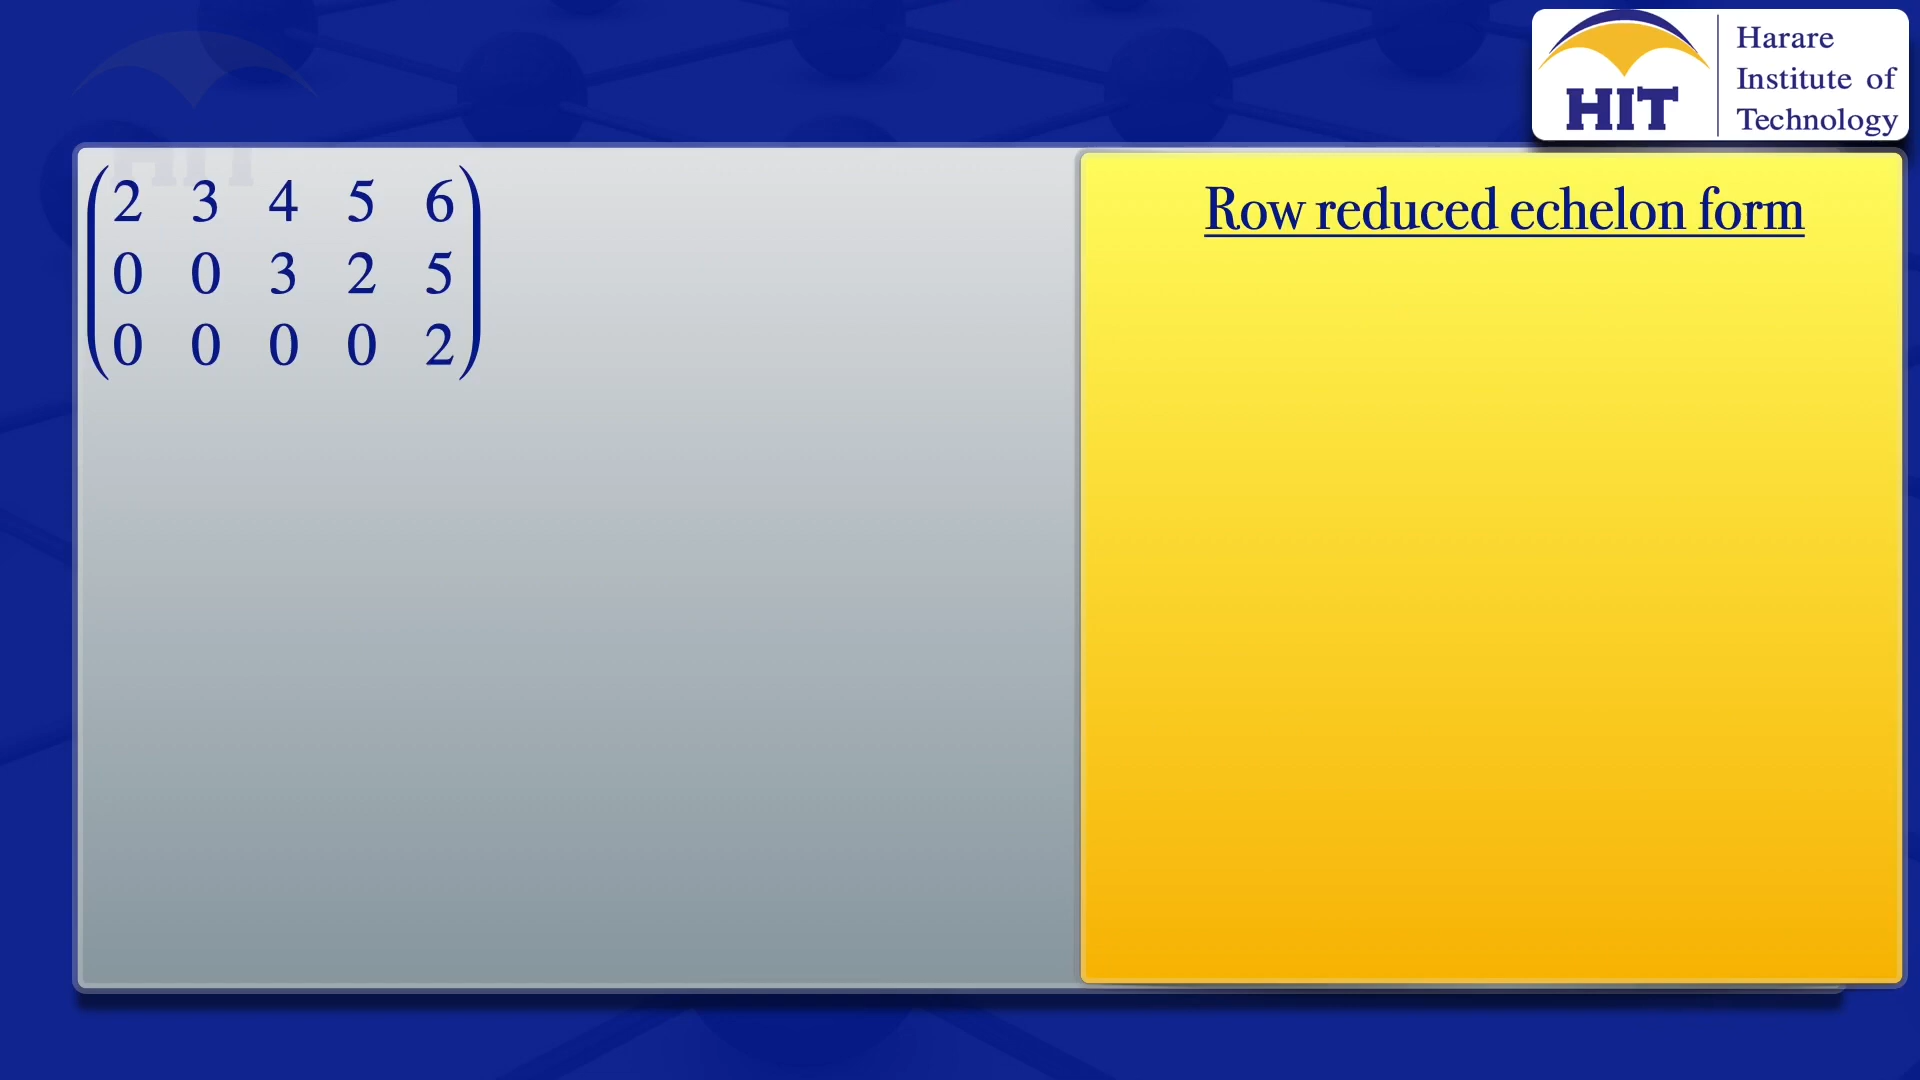 HIT
Harare
Institute of
Technology
2 3 4 5 6
0 0 3 2 5
0 0 0 0 2
Row reduced echelon form
HIT